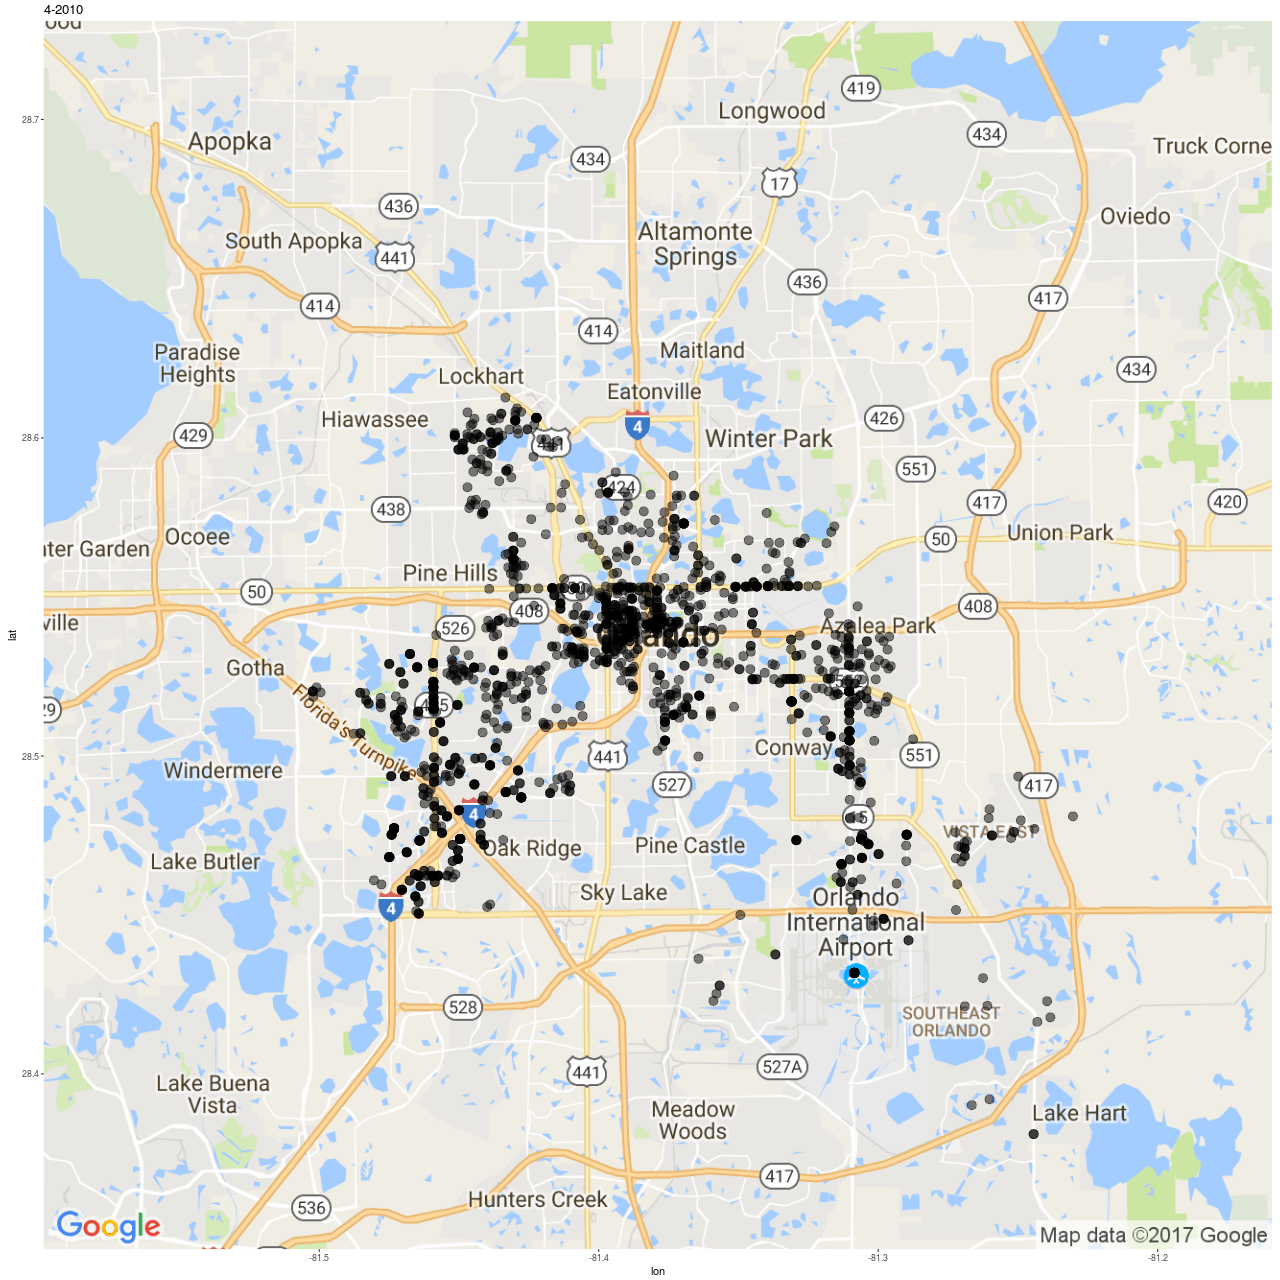 4-2010
ood
419
Longwood
28.7
434
Apopka
Truck Corne
434
17
436
Oviedo
South Apopka
Altamonte
Springs
441
436
417
414
414
Maitland
Paradise
Heights
434
Lockhart
Eatonville
Hiawassee
426
4
429
28.6
441
Winter Park
551
424
417
420
438
Ocoee
50
Union Park
ater Garden
Pine Hills
50
408
408
ville
526
Azalea Park
Orlando
lat
Gotha
Florida's Turnpike
29
Conway
28.5
441
551
Windermere
527
417
4
15
VISTA EAST
Oak Ridge
Pine Castle
Lake Butler
Sky Lake
4
Orlando
International
Airport
528
SOUTHEAST
ORLANDO
28.4
441
527A
Lake Buena
Vista
Meadow
Woods
Lake Hart
417
Hunters Creek
536
Google
Map data ©2017 Google
-81.5
-81.4
-81.3
-81.2
lon